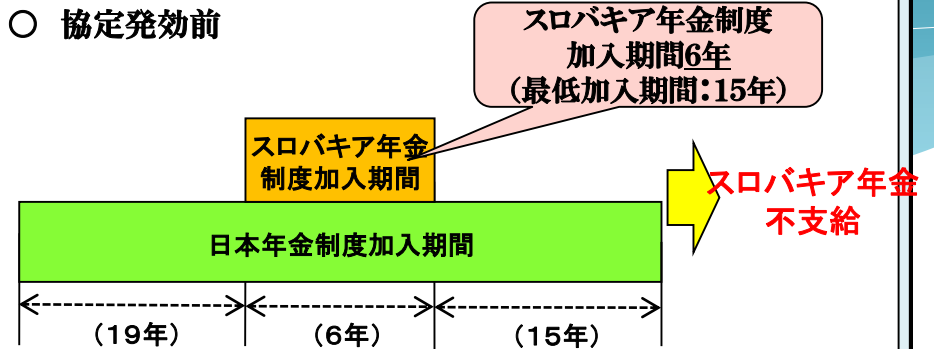 ○ 協定発効前
スロバキア年金制度
加入期間6年
(最低加入期間:15年)
スロバキア年金
制度加入期間
スロバキア年金
不支給
日本年金制度加入期間
(19年)
(6年)
(15年)